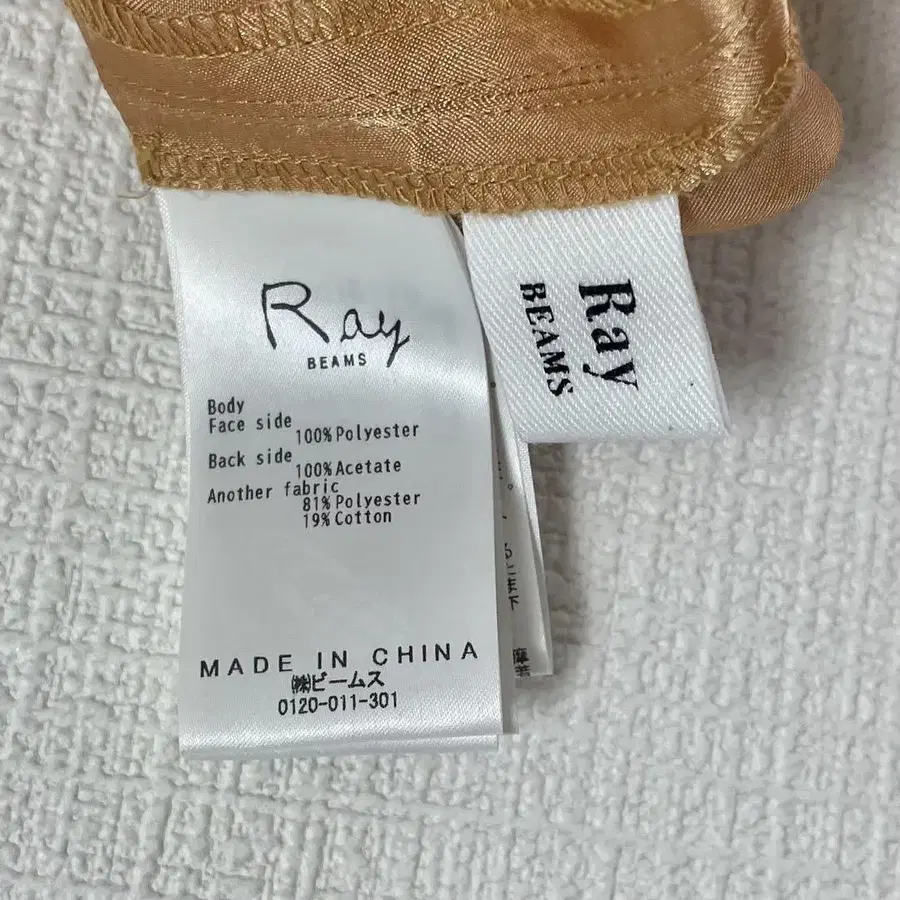 Ray
BEAMS
Body
Face side
100%Polyester
Back side
100%Acetate
Another fabric
81%Polyester
19%Cotton
MADE IN CHINA
㈱ビームス
0120-011-301
Ray
BEAMS